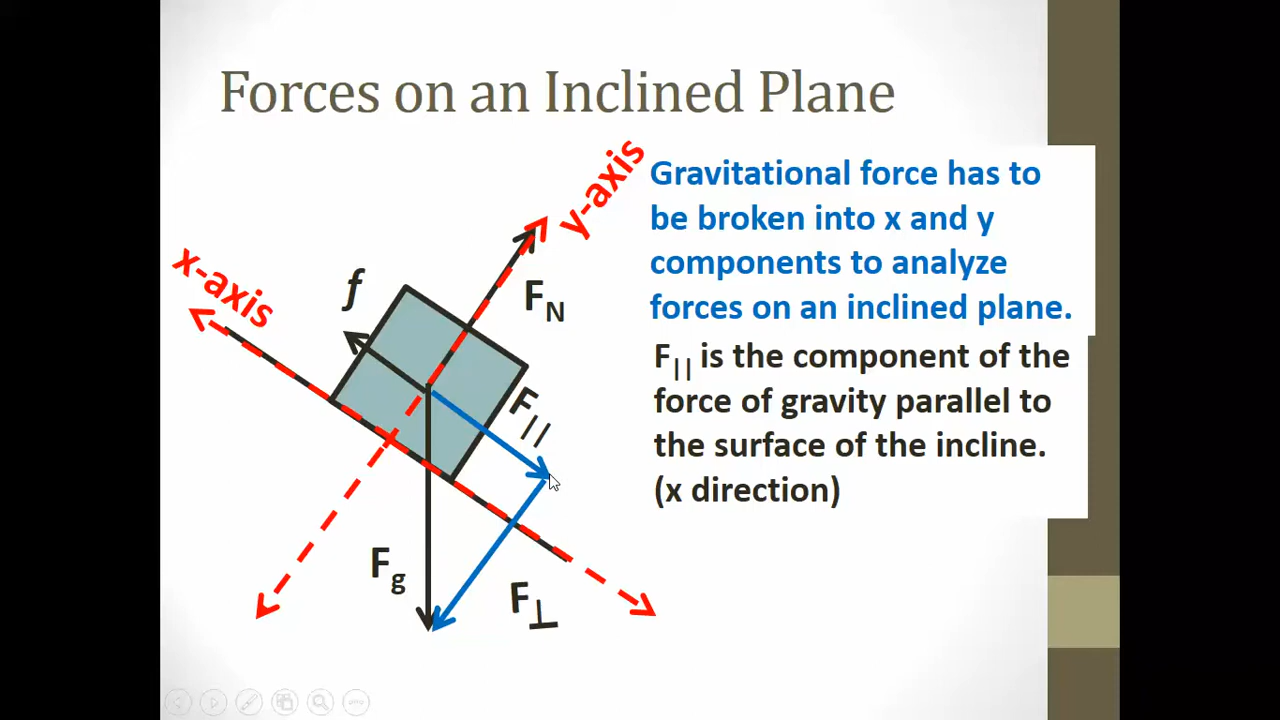 Forces on an Inclined Plane
y-axis
Gravitational force has to
be broken into x and y
components to analyze
forces on an inclined plane.
x-axis
f
F_N
F_|| is the component of the
force of gravity parallel to
the surface of the incline.
(x direction)
F_||
F_g
F_⊥